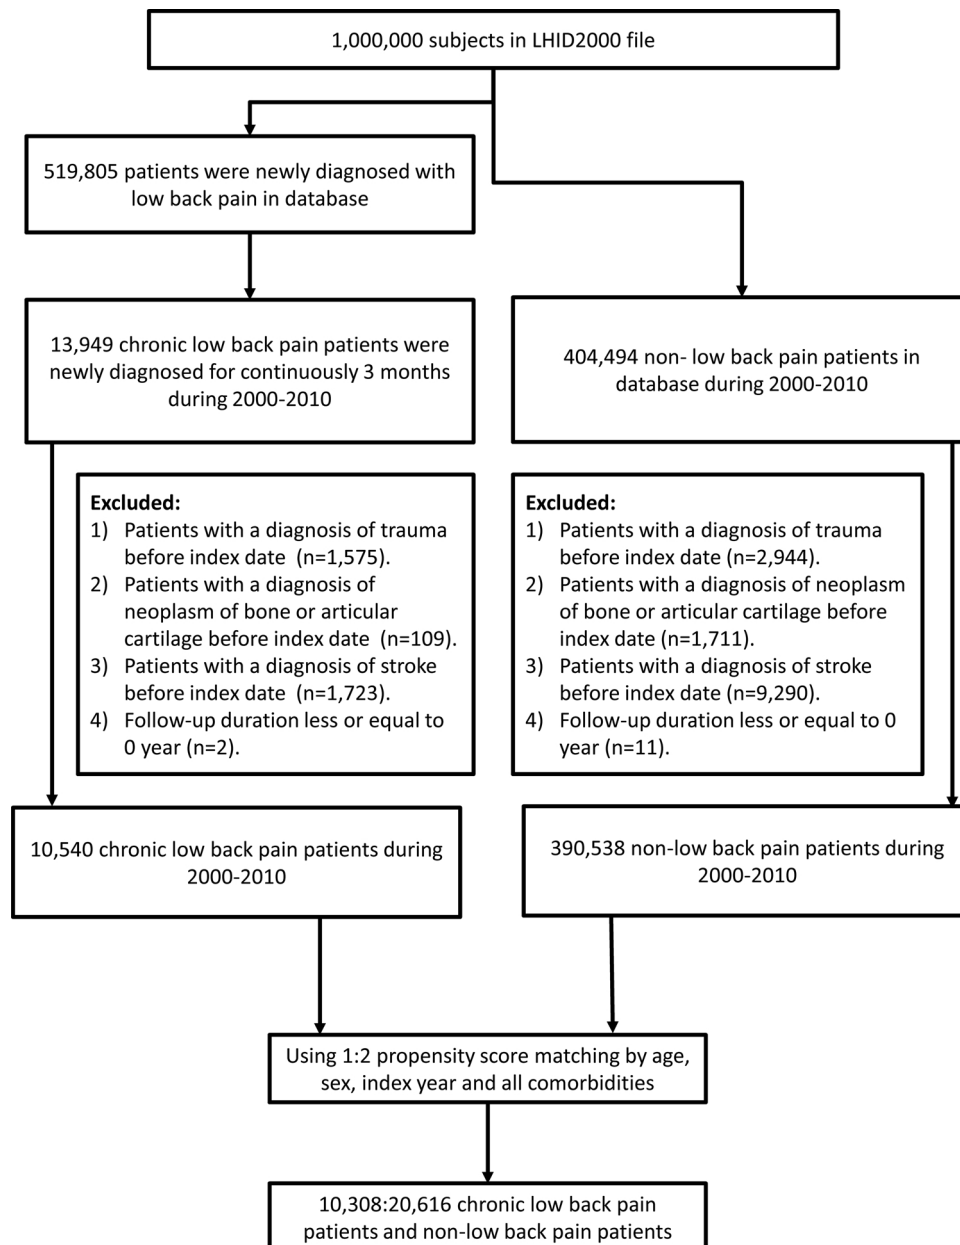 1,000,000 subjects in LHID2000 file
519,805 patients were newly diagnosed with
low back pain in database
13,949 chronic low back pain patients were
newly diagnosed for continuously 3 months
during 2000-2010
404,494 non- low back pain patients in
database during 2000-2010
Excluded:
1) Patients with a diagnosis of trauma
before index date (n=1,575).
2) Patients with a diagnosis of
neoplasm of bone or articular
cartilage before index date (n=109).
3) Patients with a diagnosis of stroke
before index date (n=1,723).
4) Follow-up duration less or equal to
0 year (n=2).
Excluded:
1) Patients with a diagnosis of trauma
before index date (n=2,944).
2) Patients with a diagnosis of neoplasm
of bone or articular cartilage before
index date (n=1,711).
3) Patients with a diagnosis of stroke
before index date (n=9,290).
4) Follow-up duration less or equal to 0
year (n=11).
10,540 chronic low back pain patients during
2000-2010
390,538 non-low back pain patients during
2000-2010
Using 1:2 propensity score matching by age,
sex, index year and all comorbidities
10,308:20,616 chronic low back pain
patients and non-low back pain patients